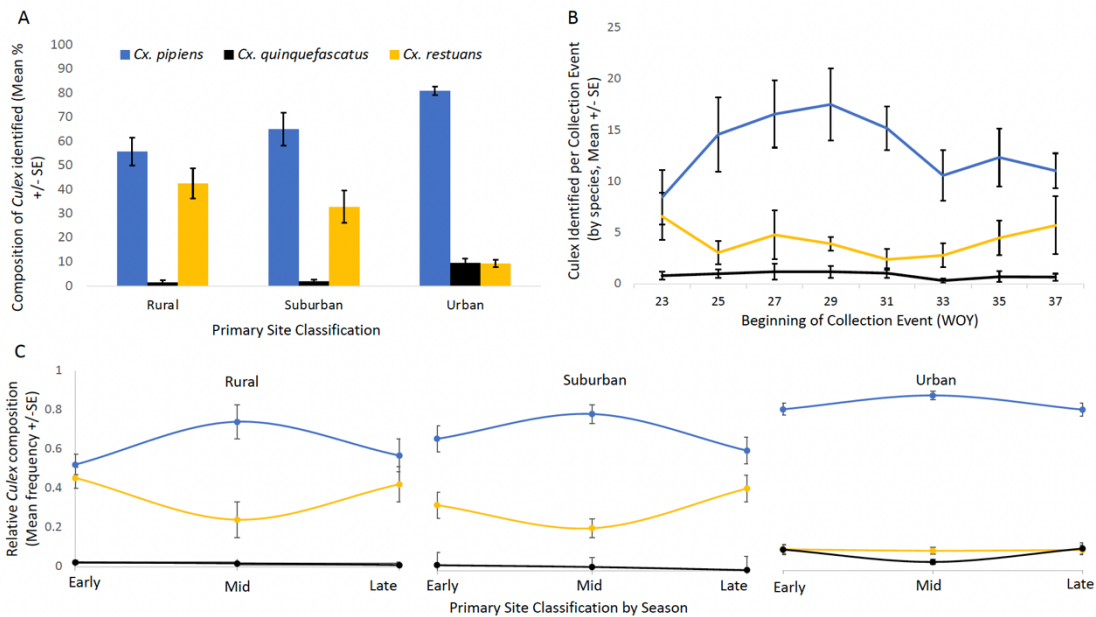 A
Composition of Culex identified (Mean %
+/- SE)
100
90
80
70
60
50
40
30
20
10
0
Cx. pipiens
Cx. quinquefascatus
Cx. restuans
Rural
Suburban
Urban
Primary Site Classification
B
Culex Identified per Collection Event
(by species, Mean +/- SE)
25
20
15
10
5
0
23
25
27
29
31
33
35
37
Beginning of Collection Event (WOY)
C
Relative Culex composition
(Mean frequency +/-SE)
1
0.8
0.6
0.4
0.2
0
Rural
Suburban
Urban
Early
Mid
Late
Early
Mid
Late
Early
Mid
Late
Primary Site Classification by Season